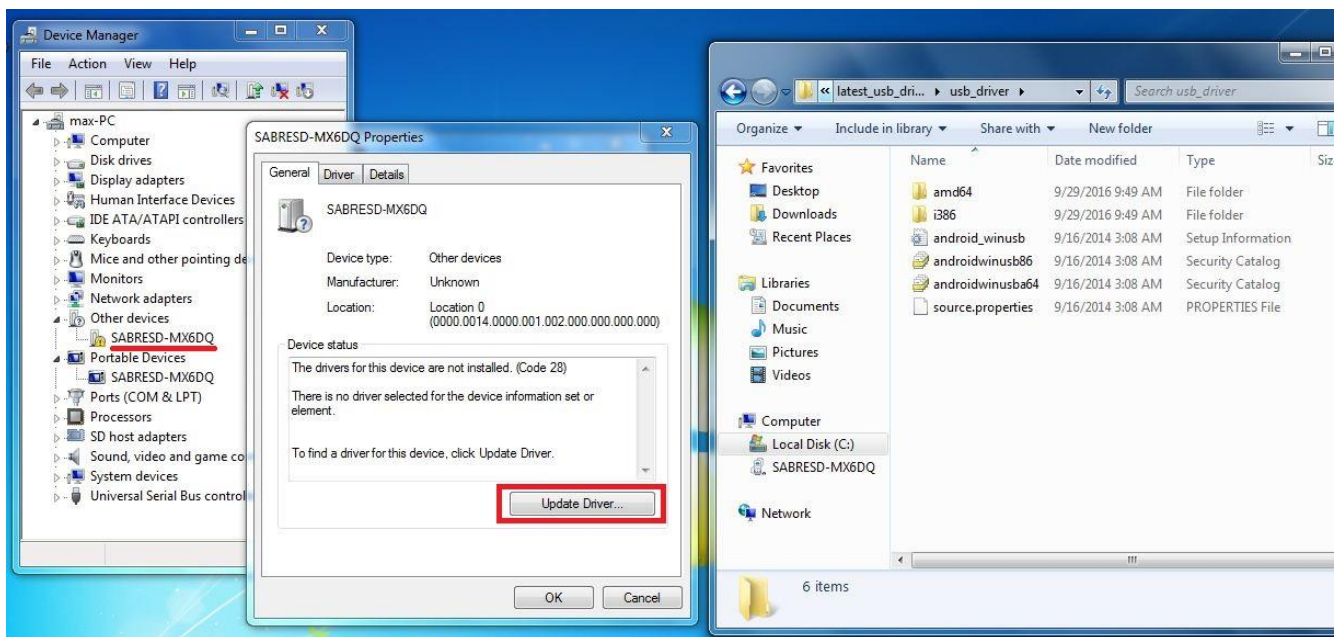 Device Manager
File Action View Help
max-PC
Computer
Disk drives
Display adapters
Human Interface Devices
IDE ATA/ATAPI controllers
Keyboards
Mice and other pointing de
Monitors
Network adapters
Other devices
SABRESD-MX6DQ
Portable Devices
SABRESD-MX6DQ
Ports (COM & LPT)
Processors
SD host adapters
Sound, video and game co
System devices
Universal Serial Bus control
SABRESD-MX6DQ Properties
General Driver Details
SABRESD-MX6DQ
Device type: Other devices
Manufacturer: Unknown
Location: Location 0
(0000.0014.0000.001.002.000.000.000.000)
Device status
The drivers for this device are not installed. (Code 28)
There is no driver selected for the device information set or
element.
To find a driver for this device, click Update Driver.
Update Driver...
OK Cancel
« latest_usb_dri... usb_driver Search usb_driver
Organize Include in library Share with New folder
Favorites
Desktop
Downloads
Recent Places
Libraries
Documents
Music
Pictures
Videos
Computer
Local Disk (C:)
SABRESD-MX6DQ
Network
Name Date modified Type Siz
amd64 9/29/2016 9:49 AM File folder
i386 9/29/2016 9:49 AM File folder
android_winusb 9/16/2014 3:08 AM Setup Information
androidwinusb86 9/16/2014 3:08 AM Security Catalog
androidwinusba64 9/16/2014 3:08 AM Security Catalog
source.properties 9/16/2014 3:08 AM PROPERTIES File
6 items